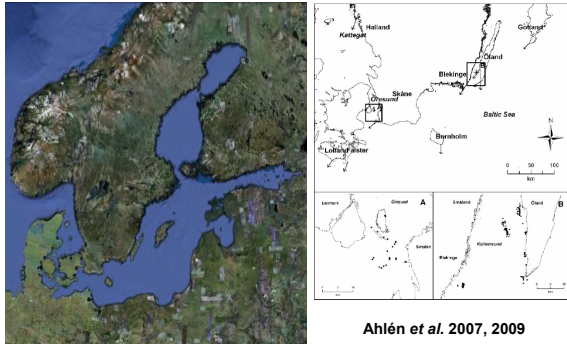 Halland
Kattegat
Gotland
Öland
B
Blekinge
Skåne
Öresund
A
Baltic Sea
Bornholm
Lolland
Falster
N
0 50 100
km
A
Öresund
Denmark
Sweden
B
Småland
Öland
Kalmarsund
Blekinge
Ahlén et al. 2007, 2009